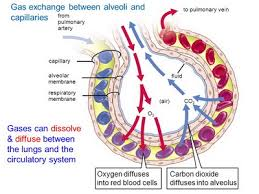 Gas exchange between alveoli and
capillaries
from
pulmonary
artery
to pulmonary vein
capillary
alveolar
membrane
respiratory
membrane
fluid
(air)
O₂
CO₂
Gases can dissolve
& diffuse between
the lungs and the
circulatory system
Oxygen diffuses
into red blood cells
Carbon dioxide
diffuses into alveolus